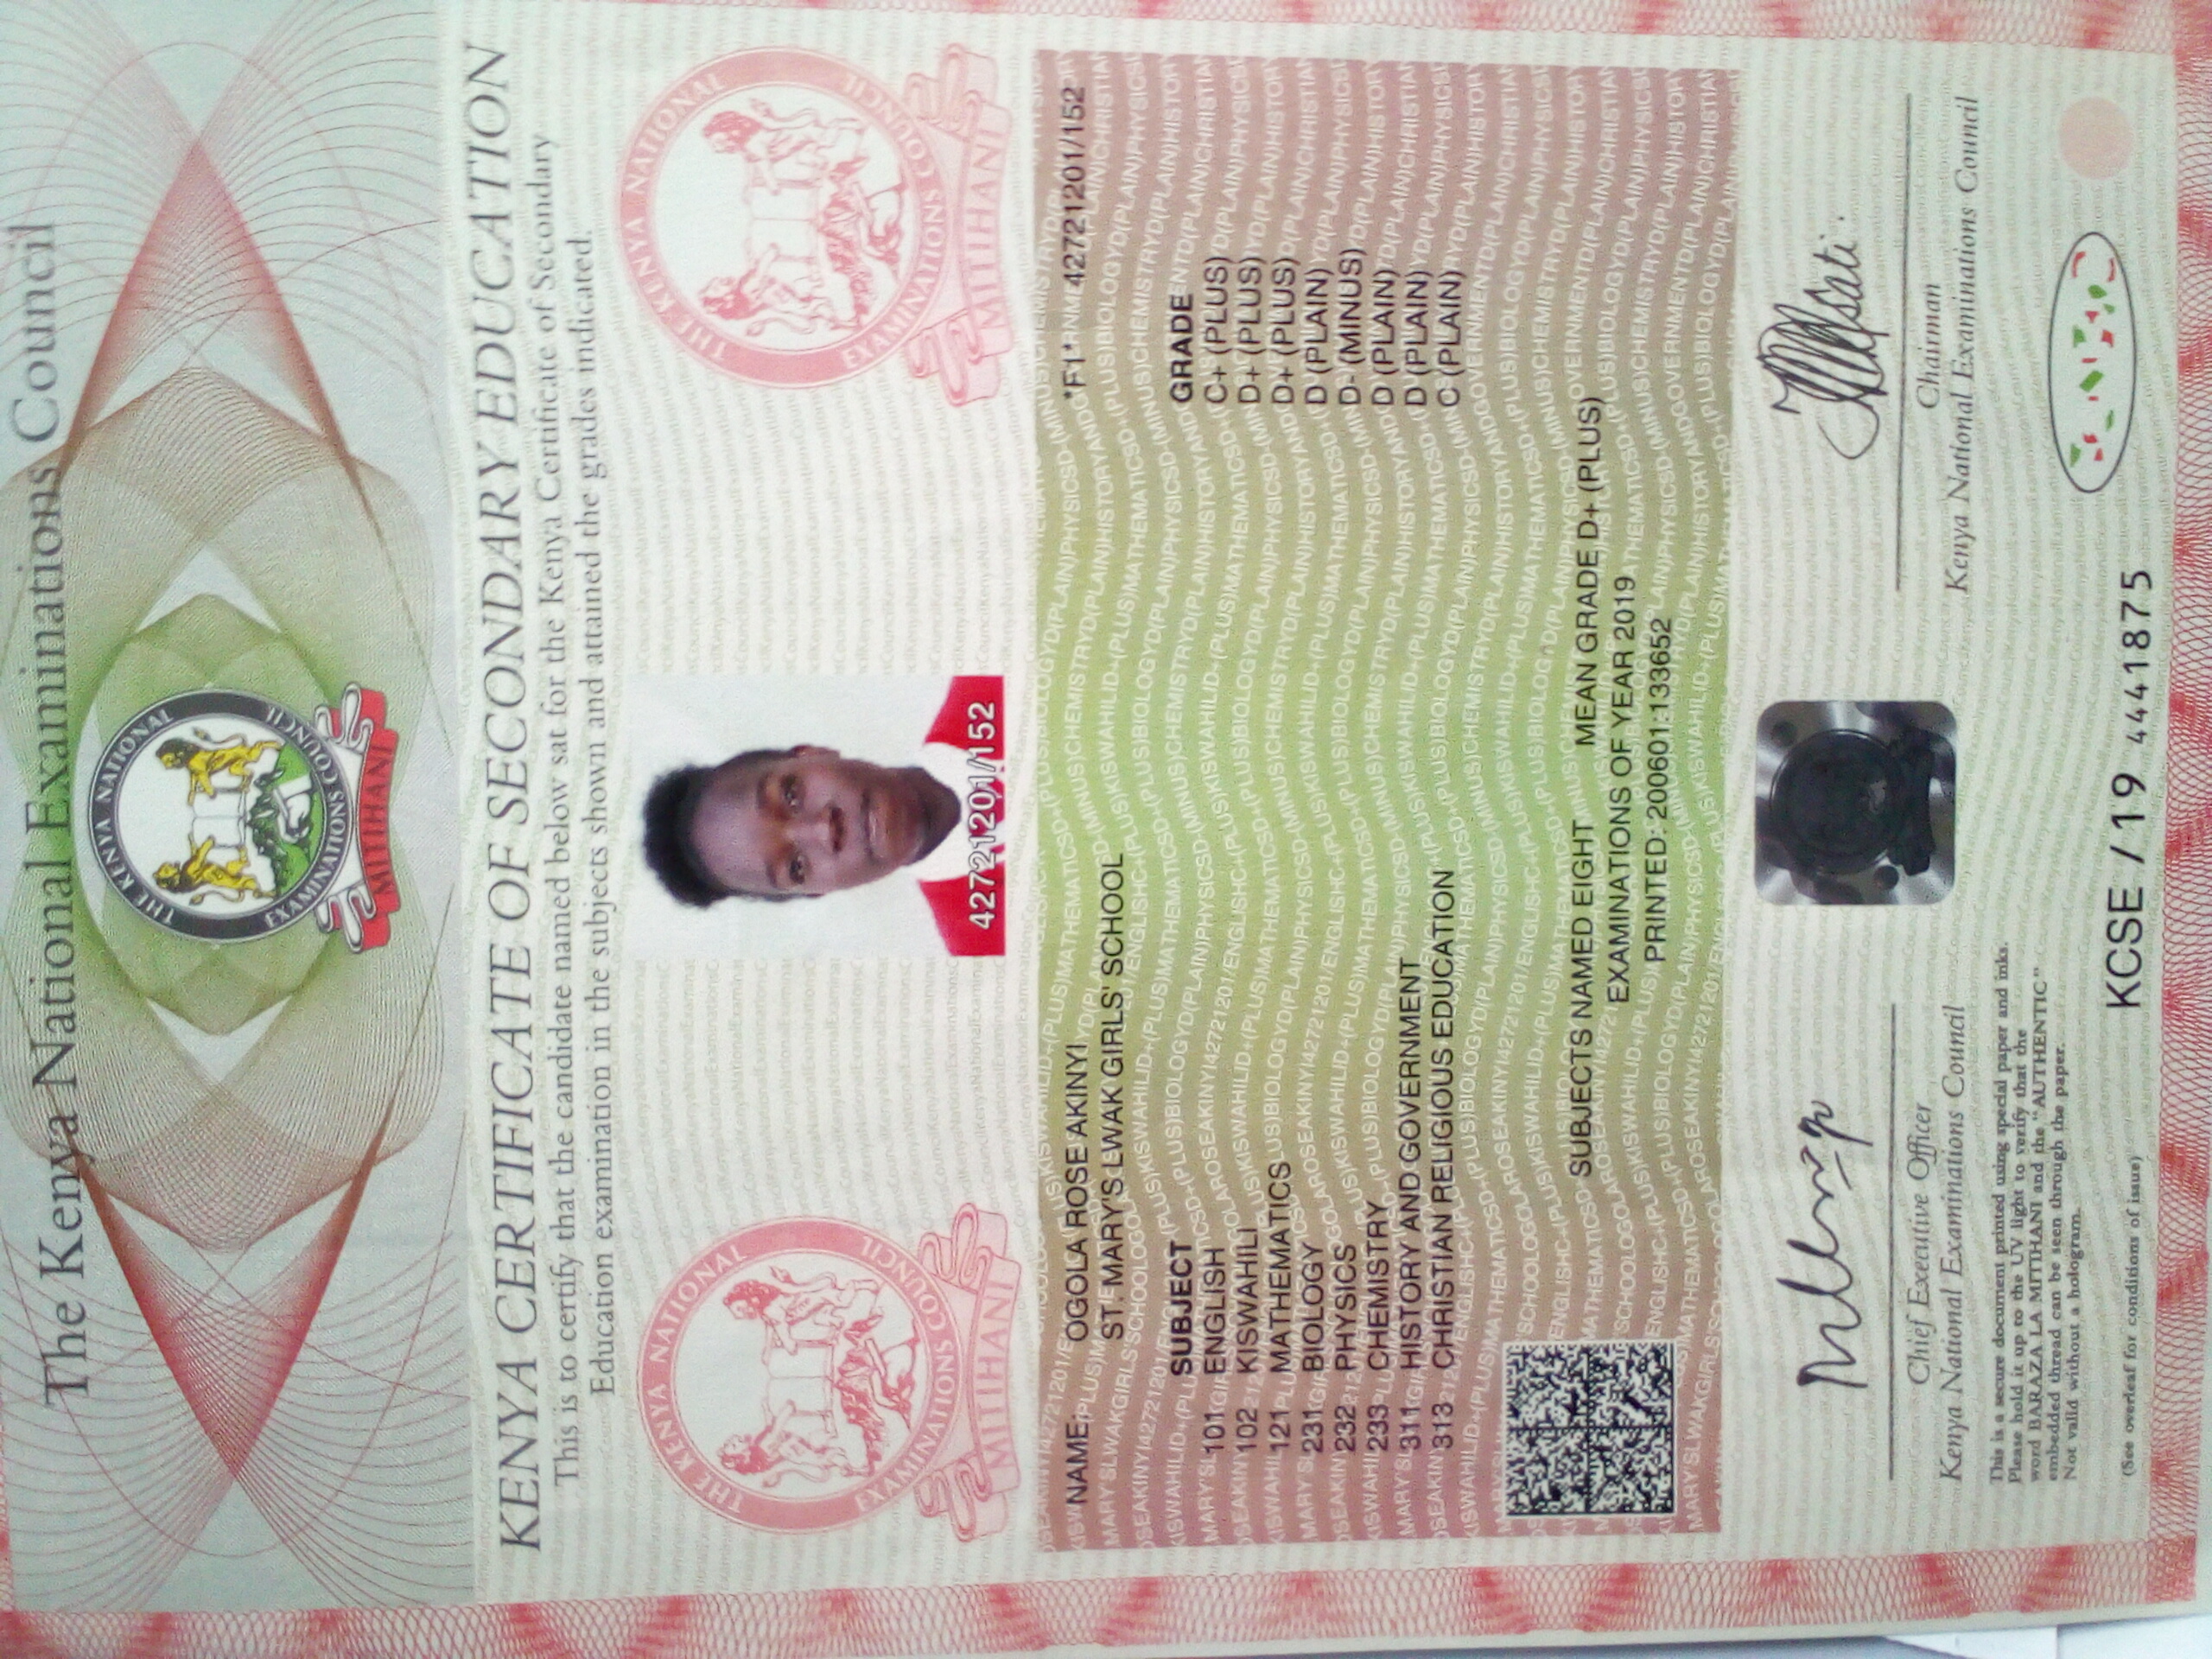 The Kenya National Examinations Council
THE KENYA NATIONAL
EXAMINATIONS COUNCIL
MITIHANI
KENYA CERTIFICATE OF SECONDARY EDUCATION
This is to certify that the candidate named below sat for the Kenya Certificate of Secondary
Education examination in the subjects shown and attained the grades indicated.
THE KENYA NATIONAL
EXAMINATIONS COUNCIL
MITIHANI
42721201/152
THE KENYA NATIONAL
EXAMINATIONS COUNCIL
MITIHANI
NAME: OGOLA ROSE AKINYI *F1* 42721201/152
ST. MARY'S LWAK GIRLS' SCHOOL
SUBJECT GRADE
101 ENGLISH C+ (PLUS)
102 KISWAHILI D+ (PLUS)
121 MATHEMATICS D+ (PLUS)
231 BIOLOGY D (PLAIN)
232 PHYSICS D- (MINUS)
233 CHEMISTRY D (PLAIN)
311 HISTORY AND GOVERNMENT D (PLAIN)
313 CHRISTIAN RELIGIOUS EDUCATION C (PLAIN)
SUBJECTS NAMED EIGHT MEAN GRADE D+ (PLUS)
EXAMINATIONS OF YEAR 2019
PRINTED: 200601:133652
Chief Executive Officer
Kenya National Examinations Council
Chairman
Kenya National Examinations Council
This is a secure document printed using special paper and inks.
Please hold it up to the UV light to verify that the
word BARAZA LA MITIHANI and the "AUTHENTIC"
embedded thread can be seen through the paper.
Not valid without a hologram.
(See overleaf for conditions of issue)
KCSE / 19 4441875